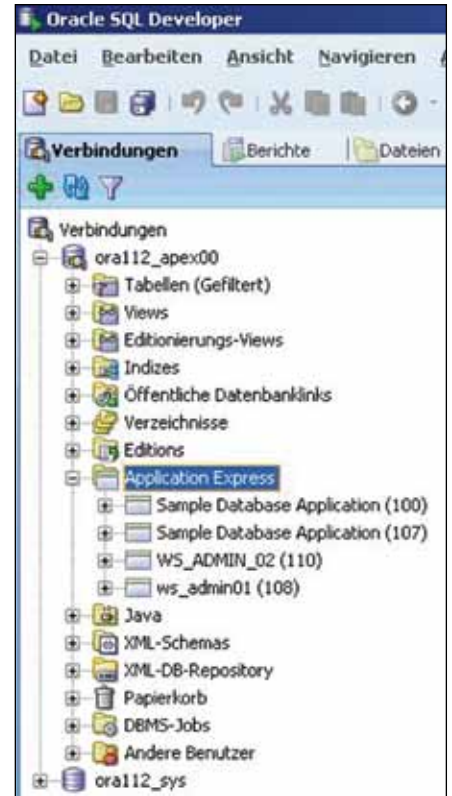 Oracle SQL Developer
Datei Bearbeiten Ansicht Navigieren
Verbindungen Berichte Dateien
Verbindungen
ora112_apex00
Tabellen (Gefiltert)
Views
Editionierungs-Views
Indizes
Öffentliche Datenbanklinks
Verzeichnisse
Editions
Application Express
Sample Database Application (100)
Sample Database Application (107)
WS_ADMIN_02 (110)
ws_admin01 (108)
Java
XML-Schemas
XML-DB-Repository
Papierkorb
DBMS-Jobs
Andere Benutzer
ora112_sys